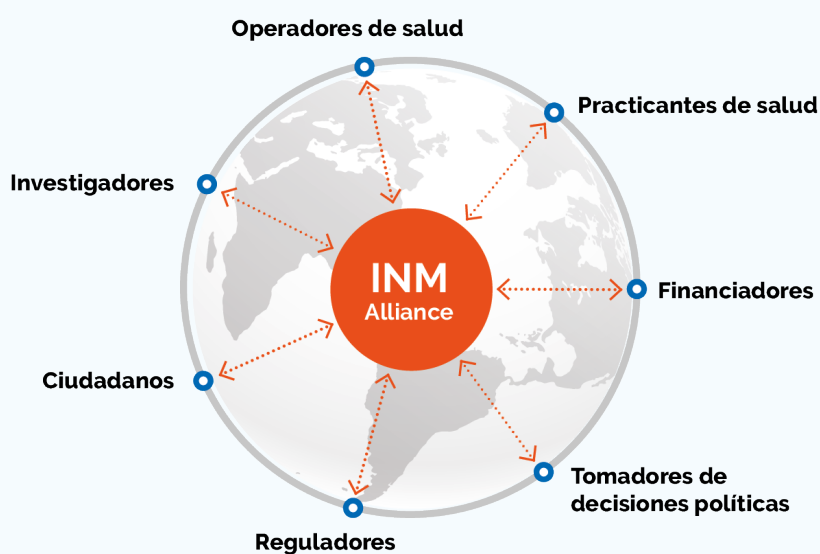 Operadores de salud
Practicantes de salud
Investigadores
INM
Alliance
Financiadores
Ciudadanos
Tomadores de
decisiones políticas
Reguladores